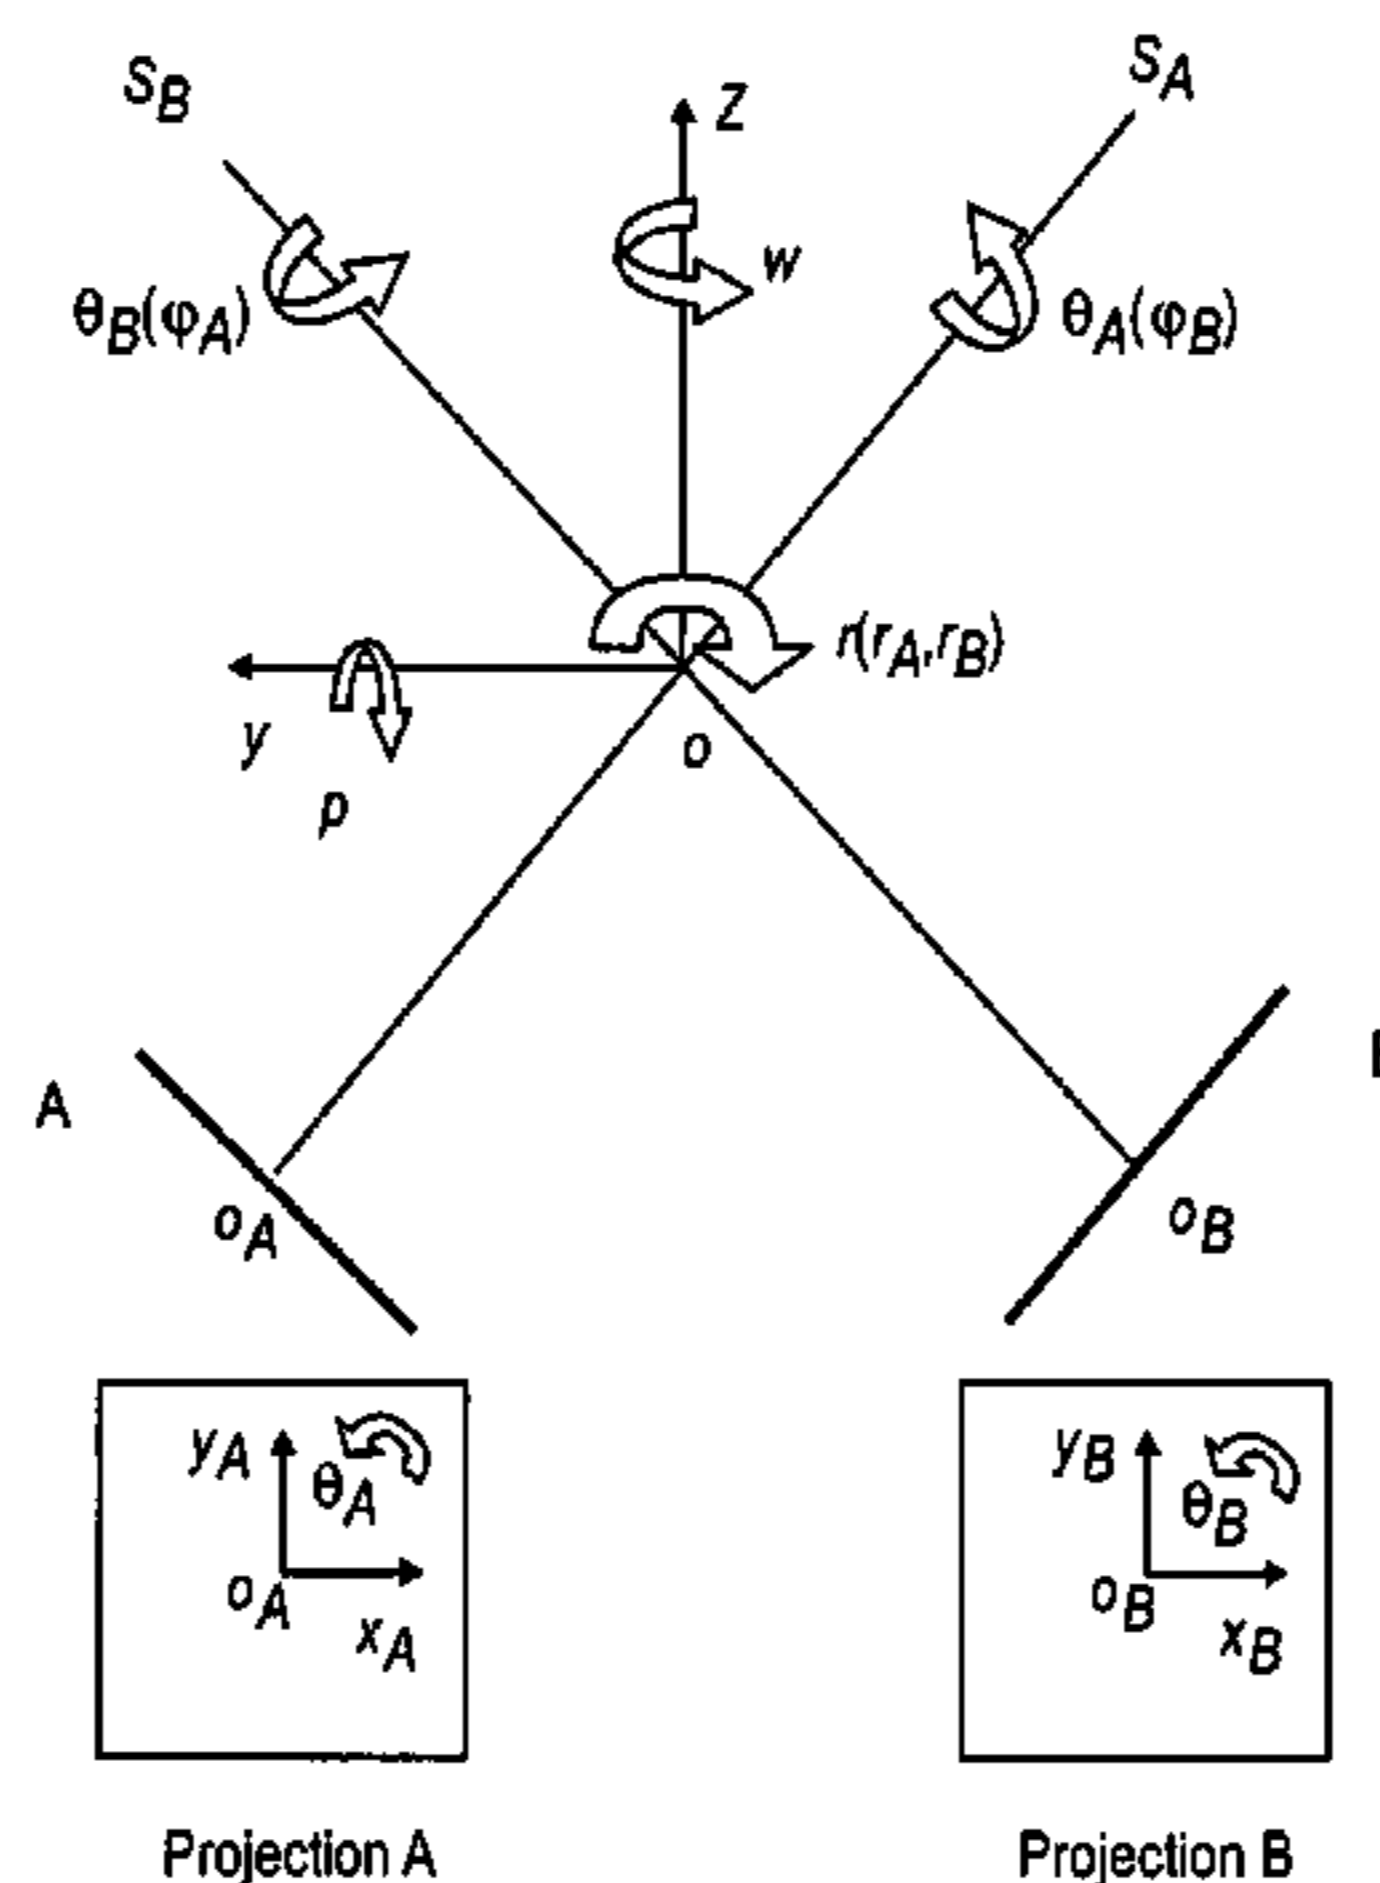 S_B
S_A
Z
w
θ_B(φ_A)
θ_A(φ_B)
r(r_A,r_B)
y
o
p
A
o_A
o_B
y_A
θ_A
o_A
x_A
y_B
θ_B
o_B
x_B
Projection A
Projection B